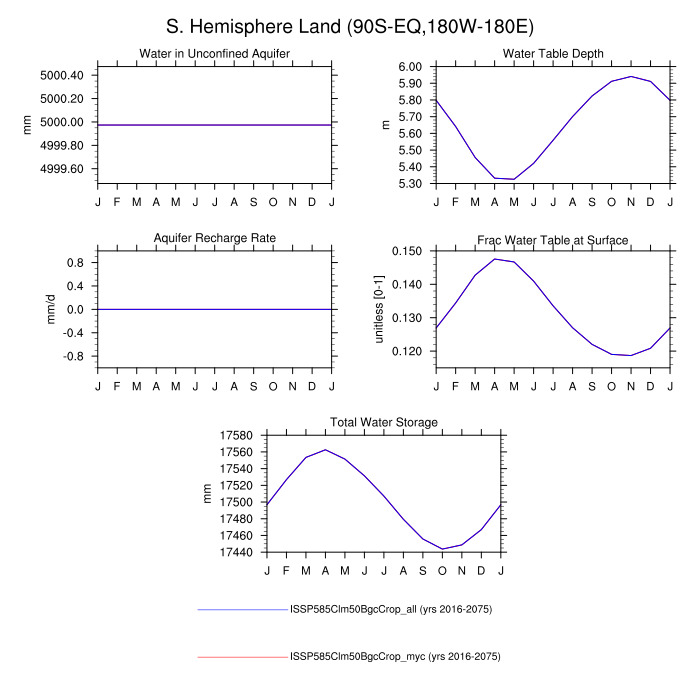 S. Hemisphere Land (90S-EQ,180W-180E)
Water in Unconfined Aquifer
5000.40
5000.20
5000.00
4999.80
4999.60
mm
J F M A M J J A S O N D J
Water Table Depth
6.00
5.90
5.80
5.70
5.60
5.50
5.40
5.30
m
J F M A M J J A S O N D J
Aquifer Recharge Rate
0.8
0.4
0.0
-0.4
-0.8
mm/d
J F M A M J J A S O N D J
Frac Water Table at Surface
0.150
0.140
0.130
0.120
unitless [0-1]
J F M A M J J A S O N D J
Total Water Storage
17580
17560
17540
17520
17500
17480
17460
17440
mm
J F M A M J J A S O N D J
ISSP585Clm50BgcCrop_all (yrs 2016-2075)
ISSP585Clm50BgcCrop_myc (yrs 2016-2075)